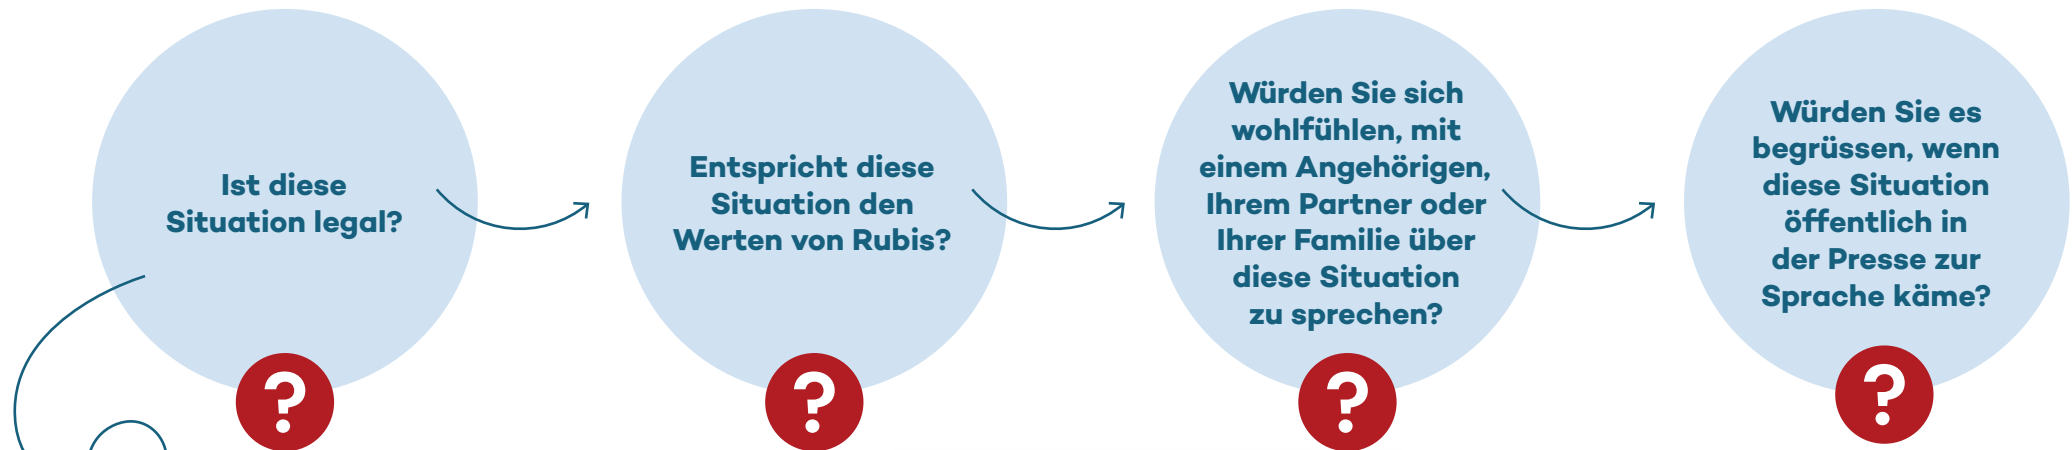 Ist diese
Situation legal?
?
Entspricht diese
Situation den
Werten von Rubis?
?
Würden Sie sich
wohlfühlen, mit
einem Angehörigen,
Ihrem Partner oder
Ihrer Familie über
diese Situation
zu sprechen?
?
Würden Sie es
begrüssen, wenn
diese Situation
öffentlich in
der Presse zur
Sprache käme?
?